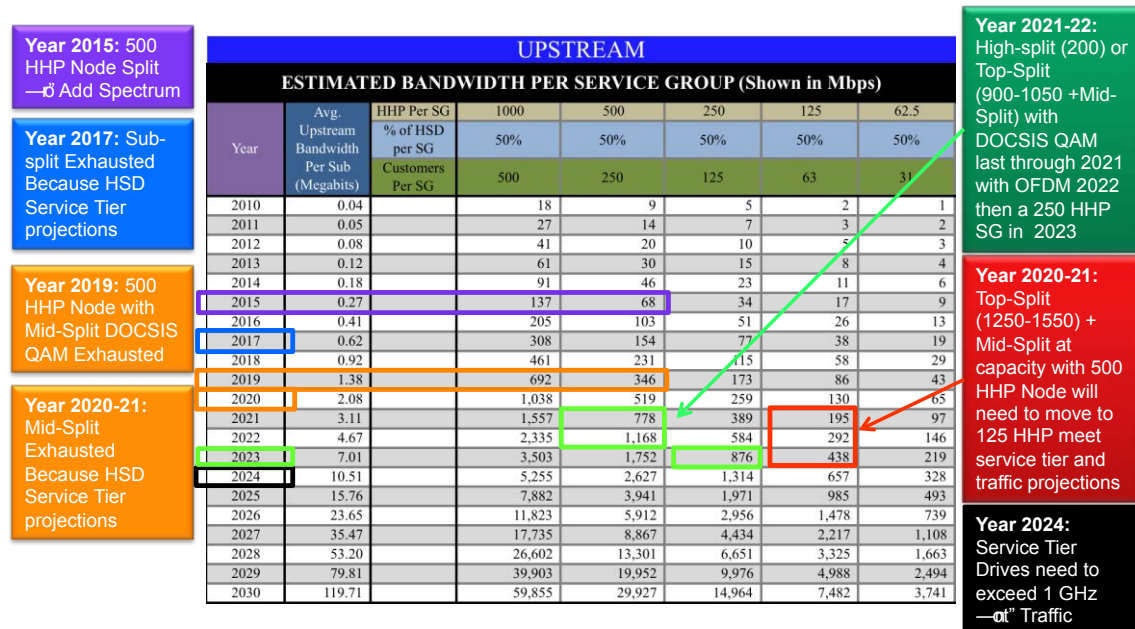 Year 2015: 500
HHP Node Split
Add Spectrum
Year 2017: Sub-
split Exhausted
Because HSD
Service Tier
projections
Year 2019: 500
HHP Node with
Mid-Split DOCSIS
QAM Exhausted
Year 2020-21:
Mid-Split
Exhausted
Because HSD
Service Tier
projections
UPSTREAM
ESTIMATED BANDWIDTH PER SERVICE GROUP (Shown in Mbps)
Year
Avg.
Upstream
Bandwidth
Per Sub
(Megabits)
HHP Per SG 1000 500 250 125 62.5
% of HSD
per SG
50% 50% 50% 50% 50%
Customers
Per SG
500 250 125 63 31
2010 0.04 18 9 5 2 1
2011 0.05 27 14 7 3 2
2012 0.08 41 20 10 5 3
2013 0.12 61 30 15 8 4
2014 0.18 91 46 23 11 6
2015 0.27 137 68 34 17 9
2016 0.41 205 103 51 26 13
2017 0.62 308 154 77 38 19
2018 0.92 461 231 115 58 29
2019 1.38 692 346 173 86 43
2020 2.08 1,038 519 259 130 65
2021 3.11 1,557 778 389 195 97
2022 4.67 2,335 1,168 584 292 146
2023 7.01 3,503 1,752 876 438 219
2024 10.51 5,255 2,627 1,314 657 328
2025 15.76 7,882 3,941 1,971 985 493
2026 23.65 11,823 5,912 2,956 1,478 739
2027 35.47 17,735 8,867 4,434 2,217 1,108
2028 53.20 26,602 13,301 6,651 3,325 1,663
2029 79.81 39,903 19,952 9,976 4,988 2,494
2030 119.71 59,855 29,927 14,964 7,482 3,741
Year 2021-22:
High-split (200) or
Top-Split
(900-1050 +Mid-
Split) with
DOCSIS QAM
last through 2021
with OFDM 2022
then a 250 HHP
SG in 2023
Year 2020-21:
Top-Split
(1250-1550) +
Mid-Split at
capacity with 500
HHP Node will
need to move to
125 HHP meet
service tier and
traffic projections
Year 2024:
Service Tier
Drives need to
exceed 1 GHz
Traffic